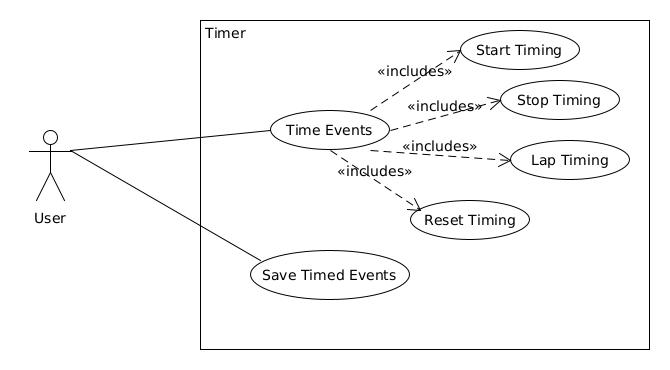 Timer
Start Timing
«includes»
Stop Timing
«includes»
Time Events
«includes»
Lap Timing
«includes»
Reset Timing
User
Save Timed Events